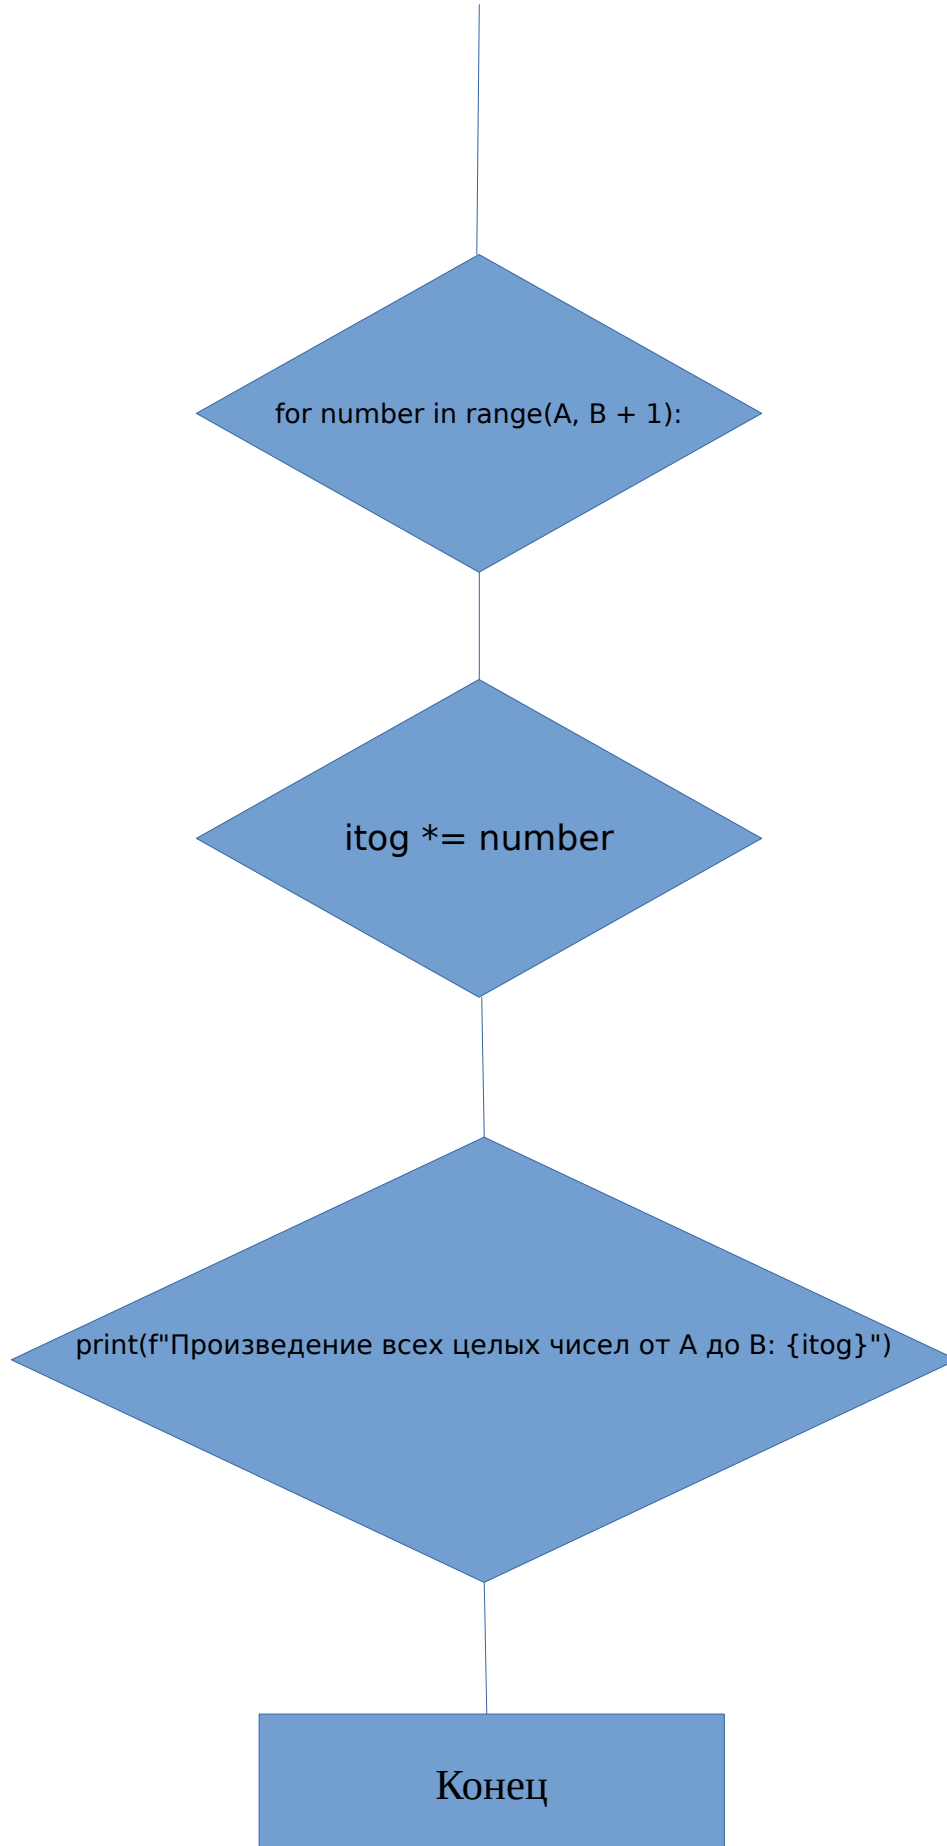 for number in range(A, B + 1):
itog *= number
print(f"Произведение всех целых чисел от A до B: {itog}")
Конец